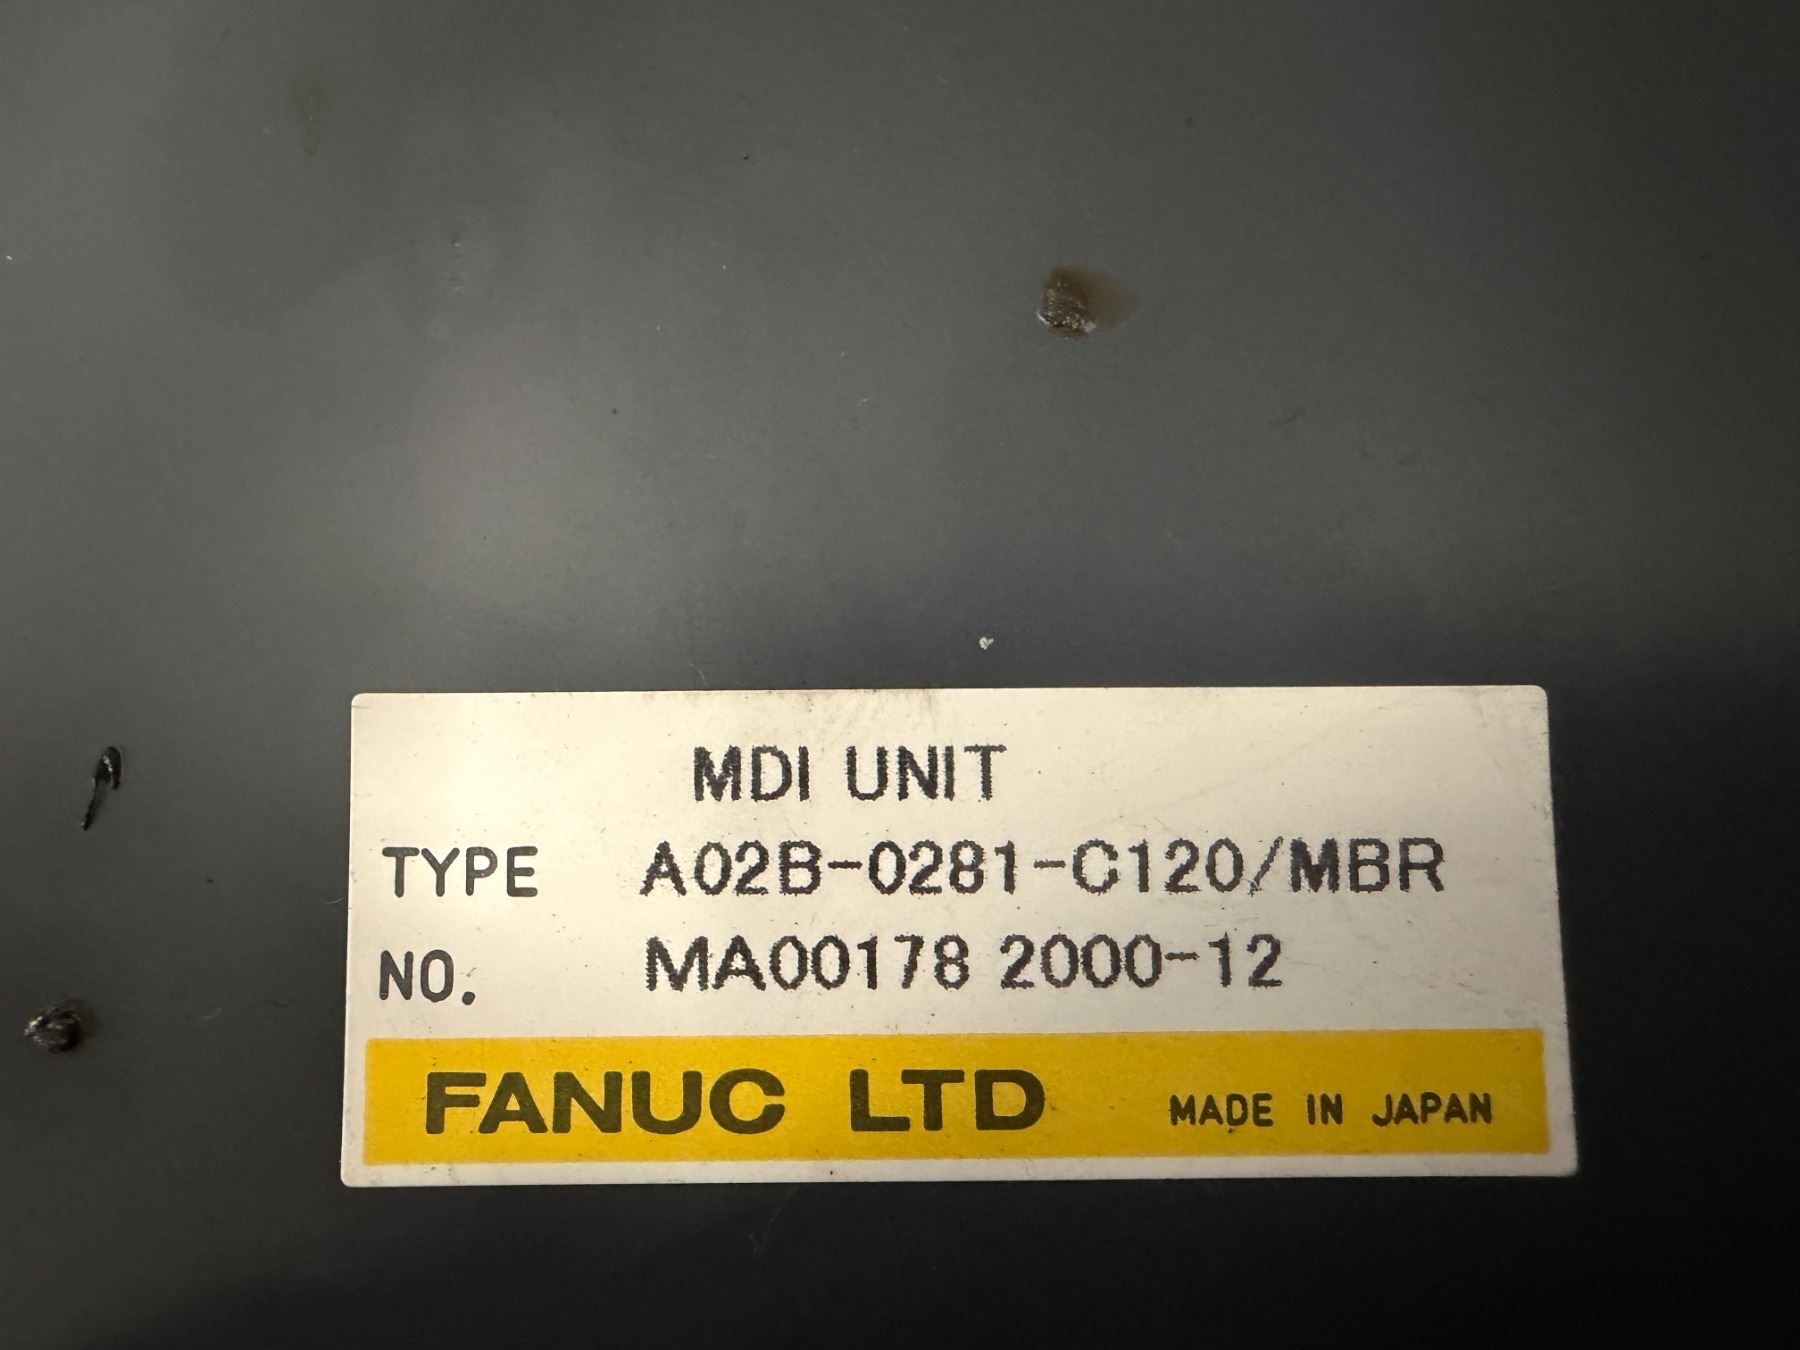 MDI UNIT
TYPE A02B-0281-C120/MBR
NO. MA00178 2000-12
FANUC LTD MADE IN JAPAN